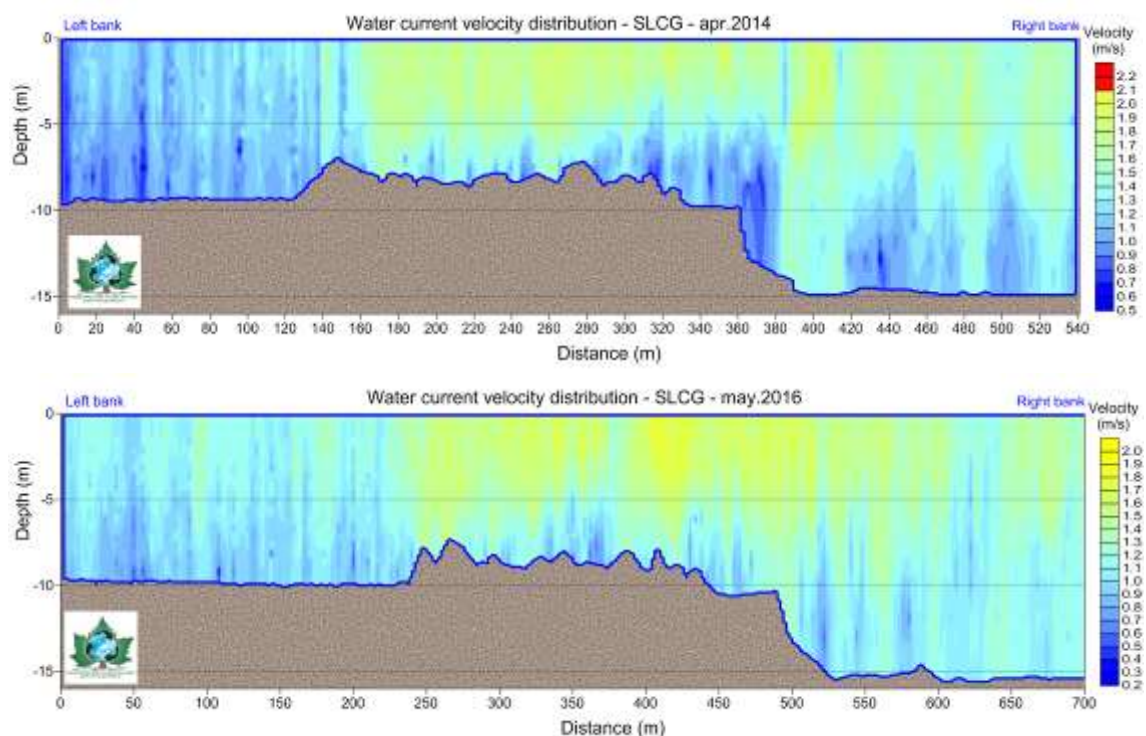 Water current velocity distribution - SLCG - apr.2014
Left bank
Right bank
Velocity
(m/s)
2.2
2.1
2.0
1.9
1.8
1.7
1.6
1.5
1.4
1.3
1.2
1.1
1.0
0.9
0.8
0.7
0.6
0.5
Depth (m)
0
-5
-10
-15
0 20 40 60 80 100 120 140 160 180 200 220 240 260 280 300 320 340 360 380 400 420 440 460 480 500 520 540
Distance (m)
Water current velocity distribution - SLCG - may.2016
Left bank
Right bank
Velocity
(m/s)
2.0
1.9
1.8
1.7
1.6
1.5
1.4
1.3
1.2
1.1
1.0
0.9
0.8
0.7
0.6
0.5
0.4
0.3
0.2
Depth (m)
0
-5
-10
-15
0 50 100 150 200 250 300 350 400 450 500 550 600 650 700
Distance (m)